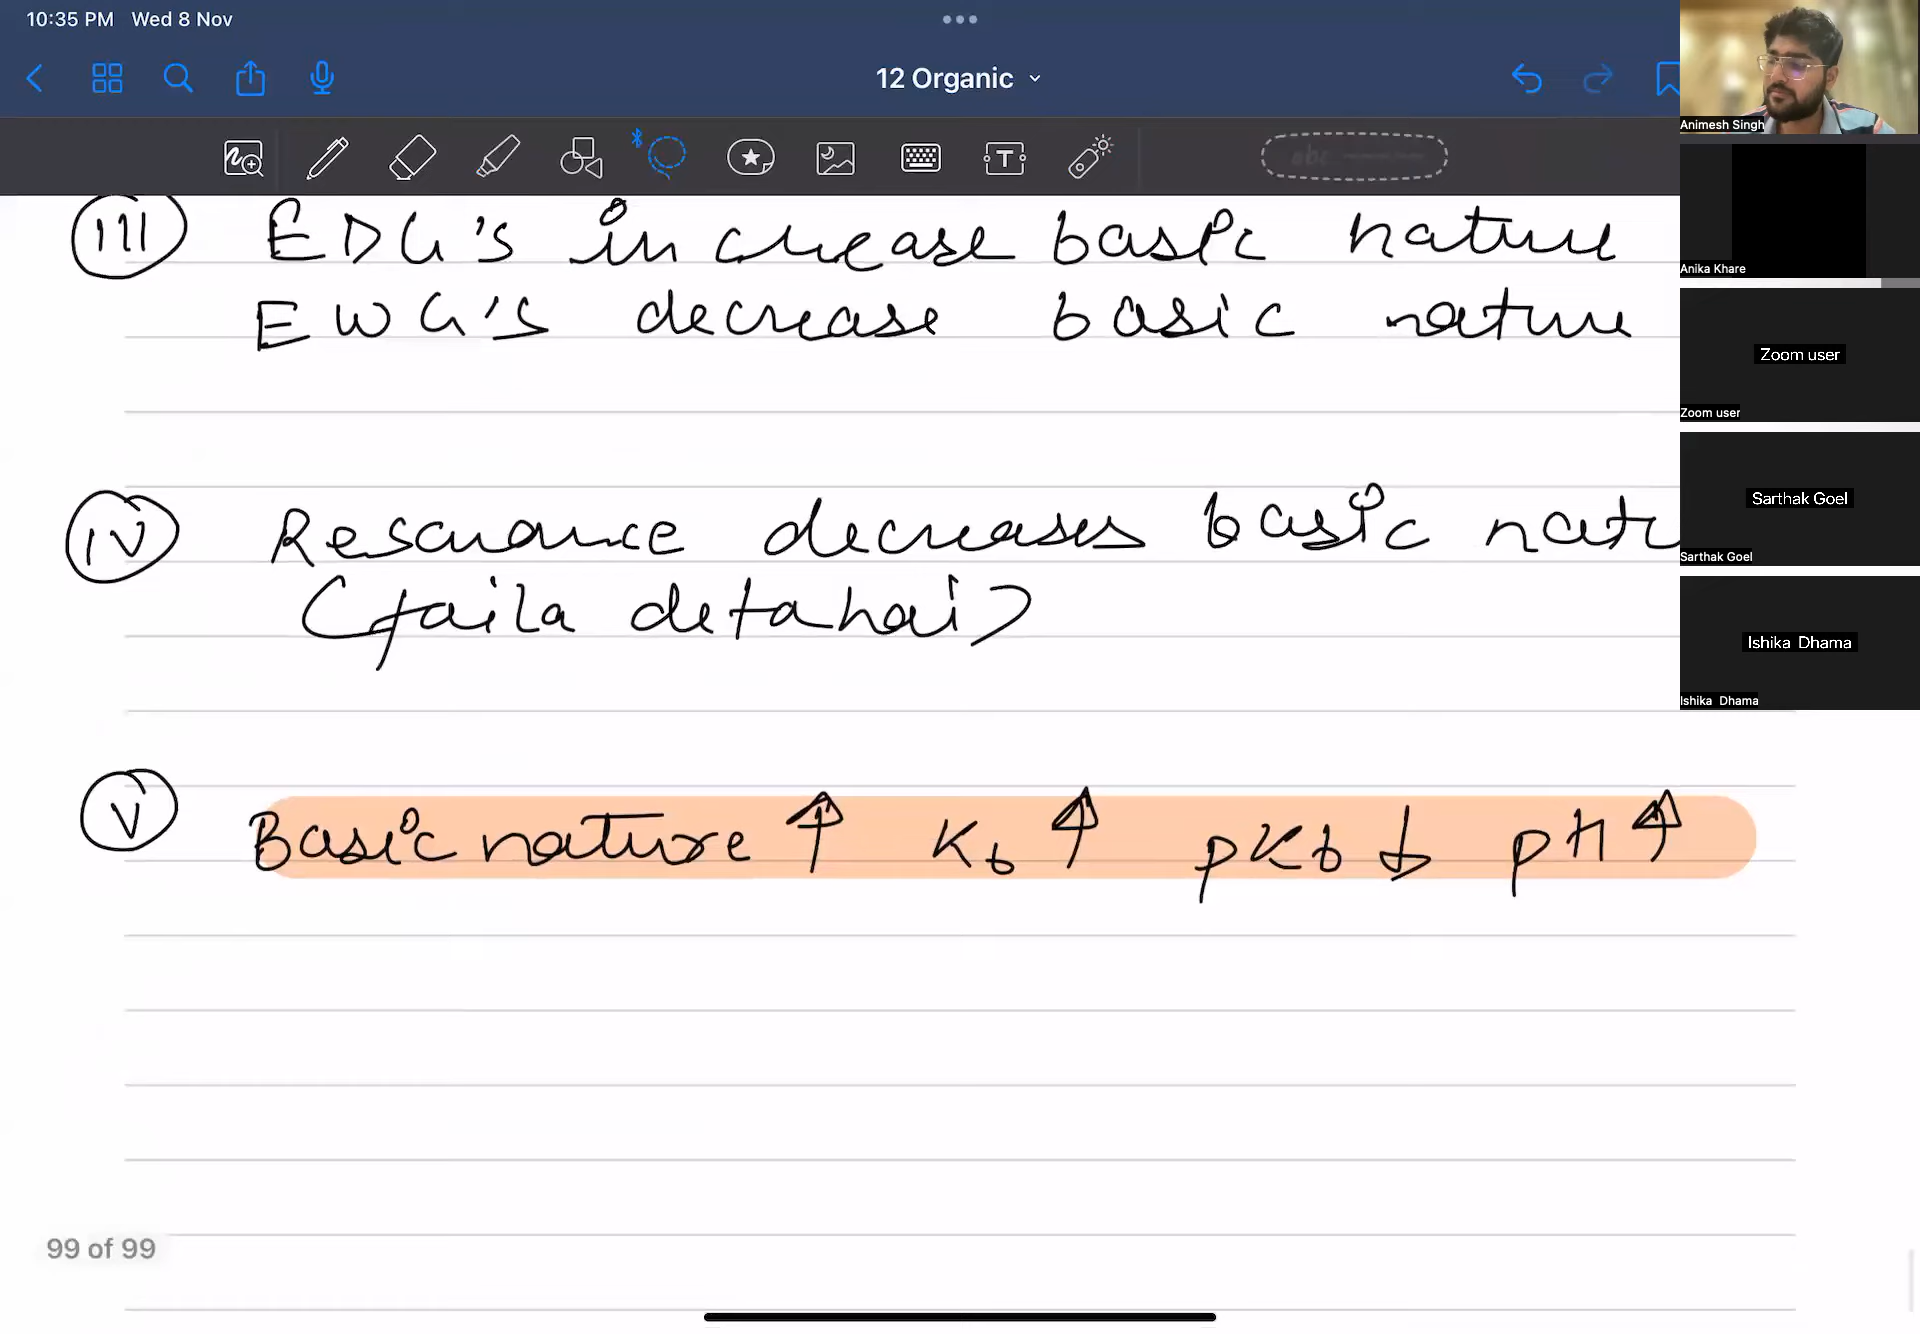 10:35 PM Wed 8 Nov
12 Organic
Animesh Singh
Anika Khare
Zoom user
Zoom user
Sarthak Goel
Sarthak Goel
Ishika Dhama
Ishika Dhama
III EDG's increase basic nature
EWG's decrease basic nature
IV Resonance decreases basic natu
(faila deta hai)
V Basic nature ↑ Kb ↑ pKb ↓ pH ↑
99 of 99